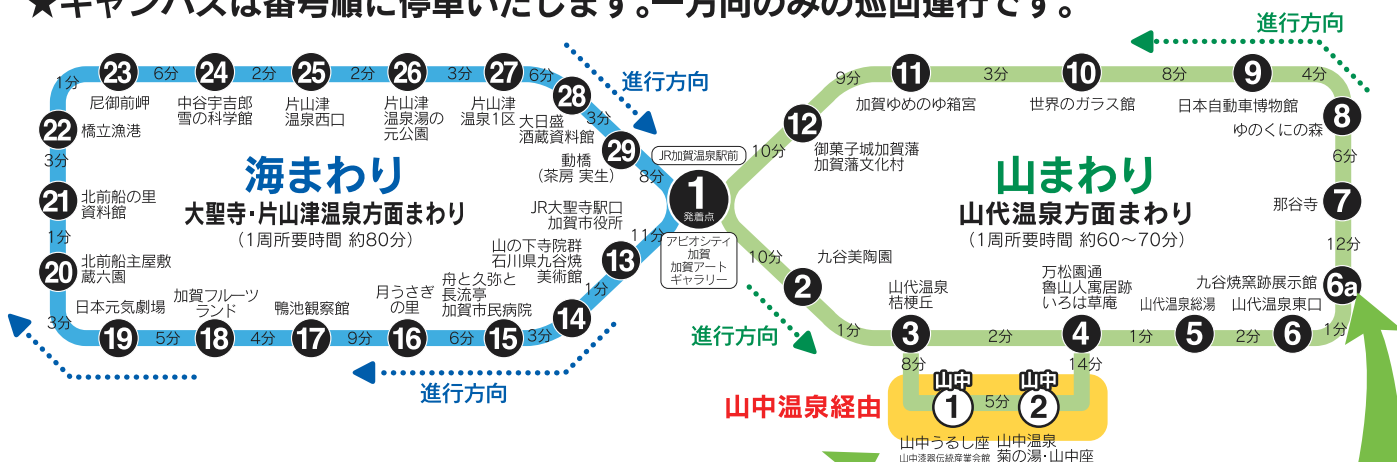 ★キャンバスは番号順に停車いたします。一方向のみの巡回運行です。
進行方向
進行方向
海まわり
大聖寺・片山津温泉方面まわり
（1周所要時間 約80分）
山まわり
山代温泉方面まわり
（1周所要時間 約60〜70分）
JR加賀温泉駅前
1
発着点
アビオシティ
加賀
加賀アート
ギャラリー
10分
2
九谷美陶園
1分
3
山代温泉
桔梗丘
2分
4
万松園通
魯山人寓居跡
いろは草庵
1分
5
山代温泉総湯
2分
6
山代温泉東口
1分
6a
九谷焼窯跡展示館
12分
7
那谷寺
6分
8
ゆのくにの森
4分
9
日本自動車博物館
8分
10
世界のガラス館
3分
11
加賀ゆめのゆ箱宮
9分
12
御菓子城加賀藩
加賀藩文化村
10分
進行方向
山中温泉経由
8分
山中
1
山中うるし座
山中漆器伝統産業会館
5分
山中
2
山中温泉
菊の湯・山中座
14分
11分
13
JR大聖寺駅口
加賀市役所
1分
14
山の下寺院群
石川県九谷焼
美術館
3分
15
舟と久弥と
長流亭
加賀市民病院
6分
16
月うさぎ
の里
9分
17
鴨池観察館
4分
18
加賀フルーツ
ランド
5分
19
日本元気劇場
3分
20
北前船主屋敷
蔵六園
1分
21
北前船の里
資料館
3分
22
橋立漁港
1分
23
尼御前岬
6分
24
中谷宇吉郎
雪の科学館
2分
25
片山津
温泉西口
2分
26
片山津
温泉湯の
元公園
3分
27
片山津
温泉1区
6分
28
大日盛
酒蔵資料館
3分
29
動橋
（茶房 実生）
8分
進行方向